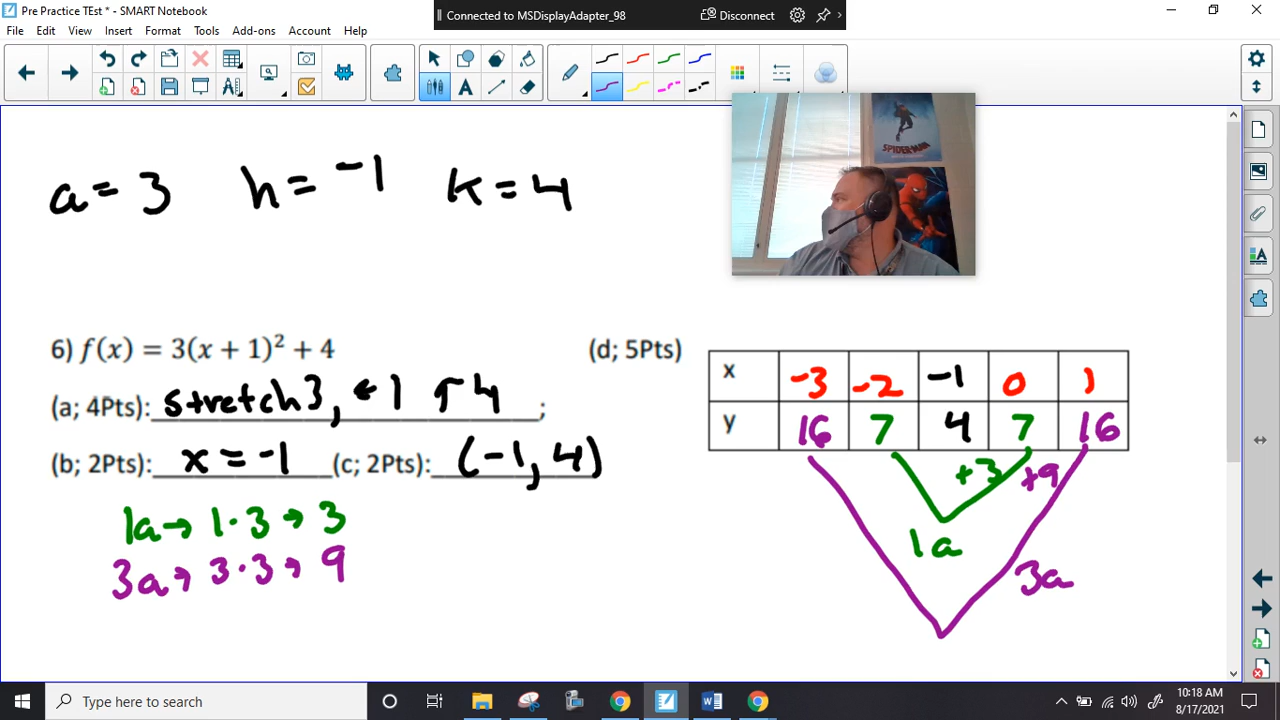 Pre Practice TEst * - SMART Notebook
Connected to MSDisplayAdapter_98 Disconnect
File Edit View Insert Format Tools Add-ons Account Help
SPIDER-MAN
a = 3 h = -1 k = 4
6) f(x) = 3(x + 1)² + 4 (d; 5Pts)
(a; 4Pts): stretch 3, ←1 ↑4 ;
(b; 2Pts): x = -1 (c; 2Pts): (-1, 4)
1a → 1·3 → 3
3a → 3·3 → 9
x -3 -2 -1 0 1
y 16 7 4 7 16
+3 +9
1a
3a
Type here to search
10:18 AM
8/17/2021